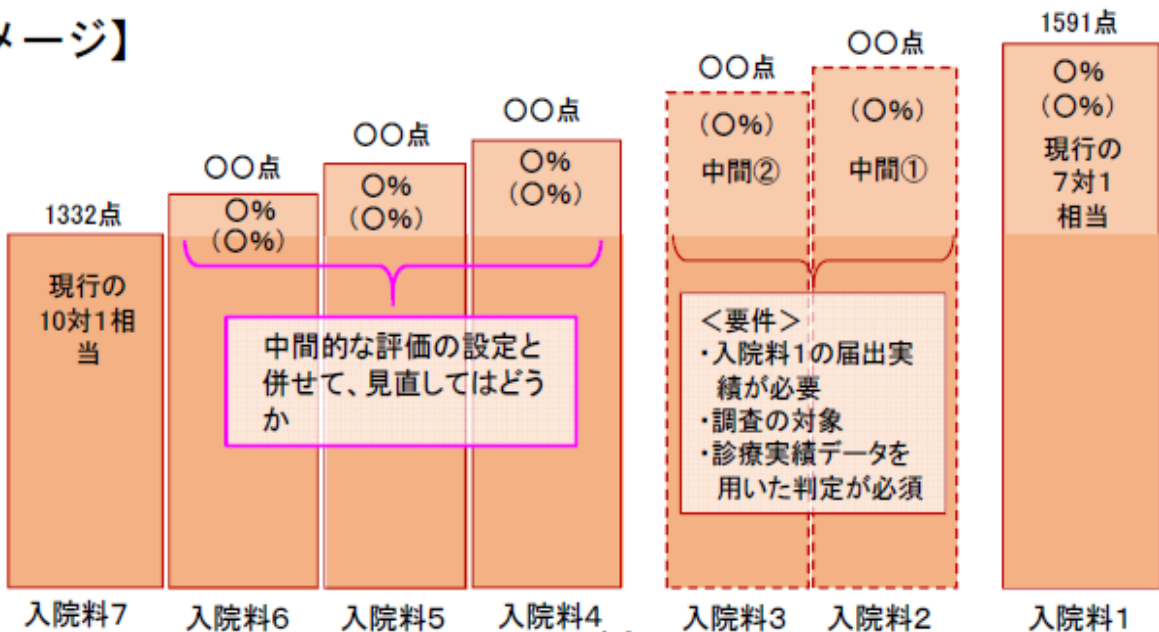 メージ】
1591点
〇%
(〇%)
現行の
7対1
相当
〇〇点
(〇%)
中間①
〇〇点
(〇%)
中間②
〇〇点
〇%
(〇%)
〇〇点
〇%
(〇%)
〇〇点
〇%
(〇%)
1332点
現行の
10対1相
当
中間的な評価の設定と
併せて、見直してはどう
か
<要件>
・入院料1の届出実
績が必要
・調査の対象
・診療実績データを
用いた判定が必須
入院料7
入院料6
入院料5
入院料4
入院料3
入院料2
入院料1